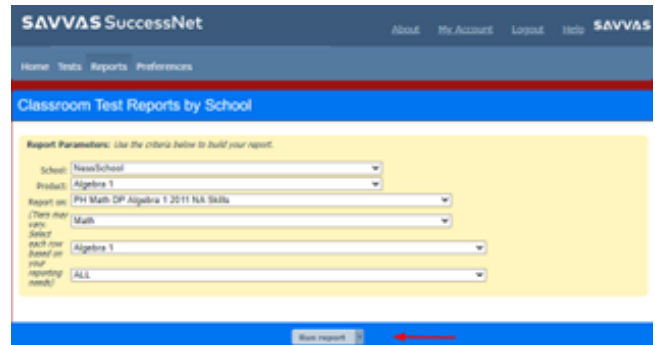 SAVVAS SuccessNet
About My Account Logout Help SAVVAS
Home Tests Reports Preferences
Classroom Test Reports by School
Report Parameters: Use the criteria below to build your report.
School: NessSchool
Product: Algebra 1
Report on: PH Math DP Algebra 1 2011 NA Skills
(Tiers may vary. Select each row based on your reporting needs)
Math
Algebra 1
ALL
Run report